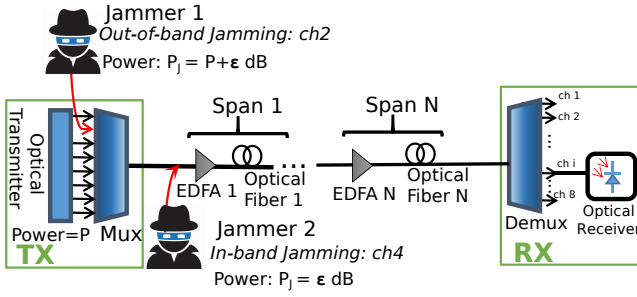 Jammer 1
Out-of-band Jamming: ch2
Power: P_J = P+ε dB
Optical
Transmitter
Power=P
Mux
TX
Span 1
EDFA 1
Optical
Fiber 1
...
Span N
EDFA N
Optical
Fiber N
Jammer 2
In-band Jamming: ch4
Power: P_J = ε dB
ch 1
ch 2
ch i
ch 8
Demux
Optical
Receiver
RX